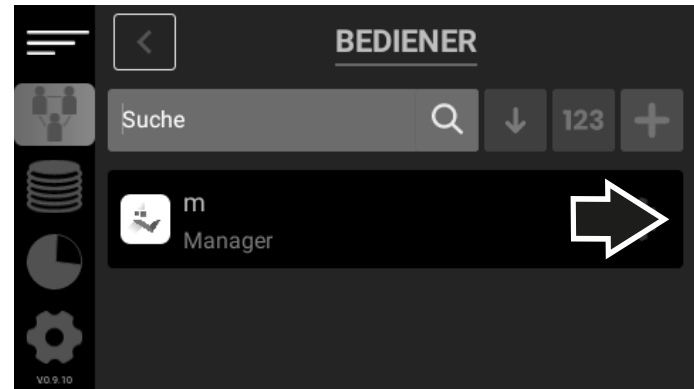 BEDIENER
Suche
123
m
Manager
V0.9.10